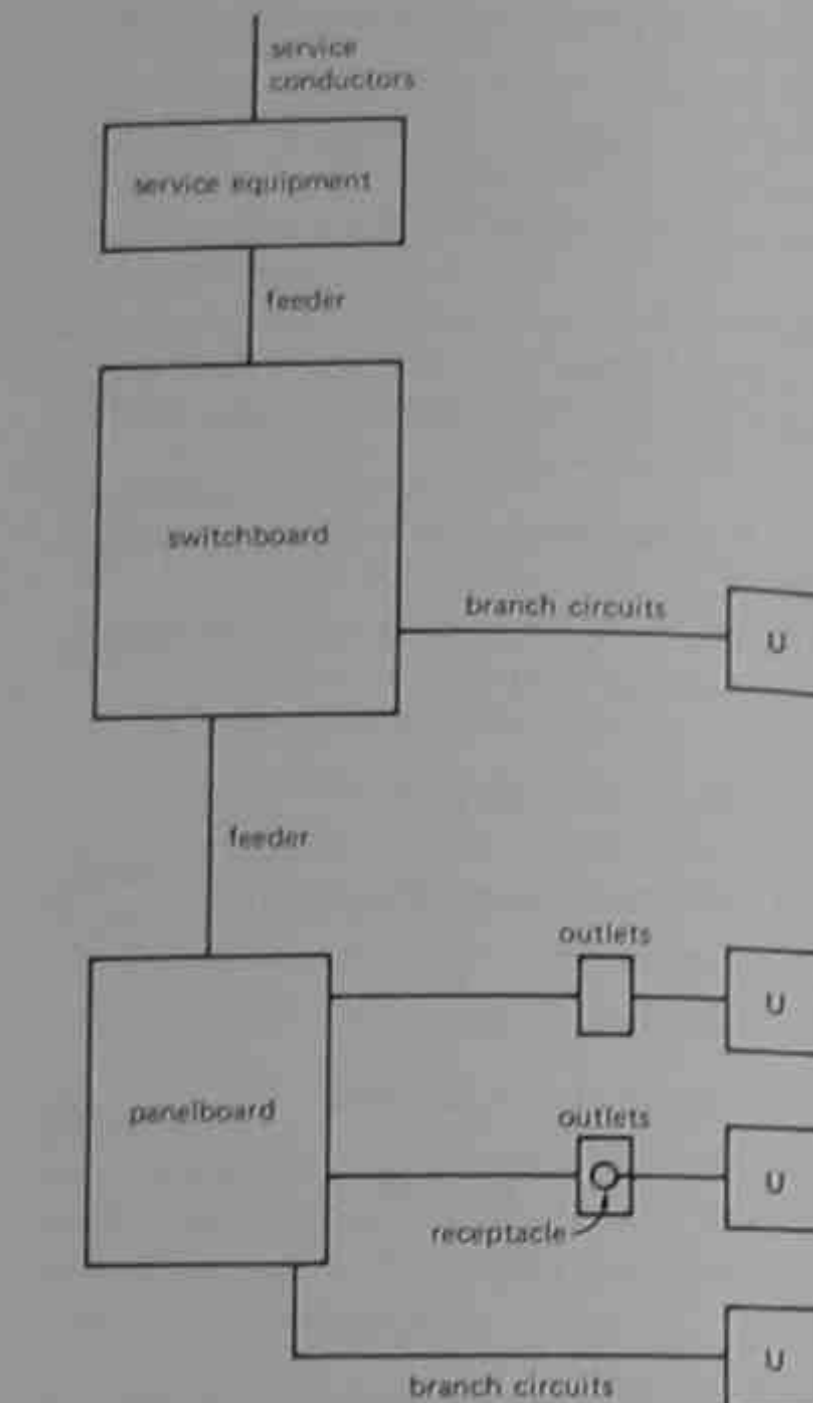 service
conductors
service equipment
feeder
switchboard
branch circuits
U
feeder
outlets
U
panelboard
outlets
U
receptacle
U
branch circuits